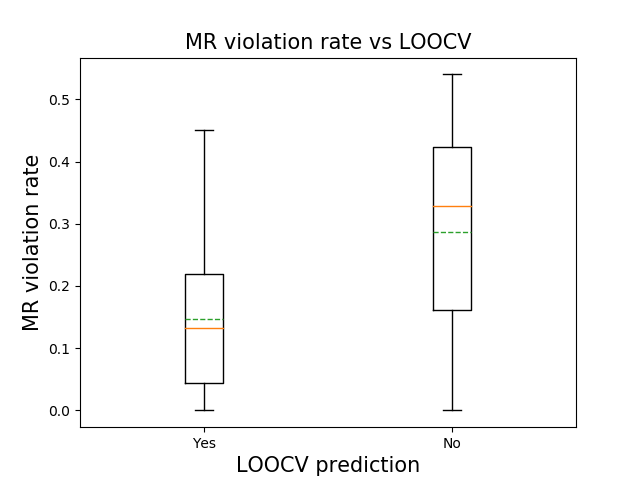 MR violation rate vs LOOCV
MR violation rate
0.5
0.4
0.3
0.2
0.1
0.0
Yes
No
LOOCV prediction